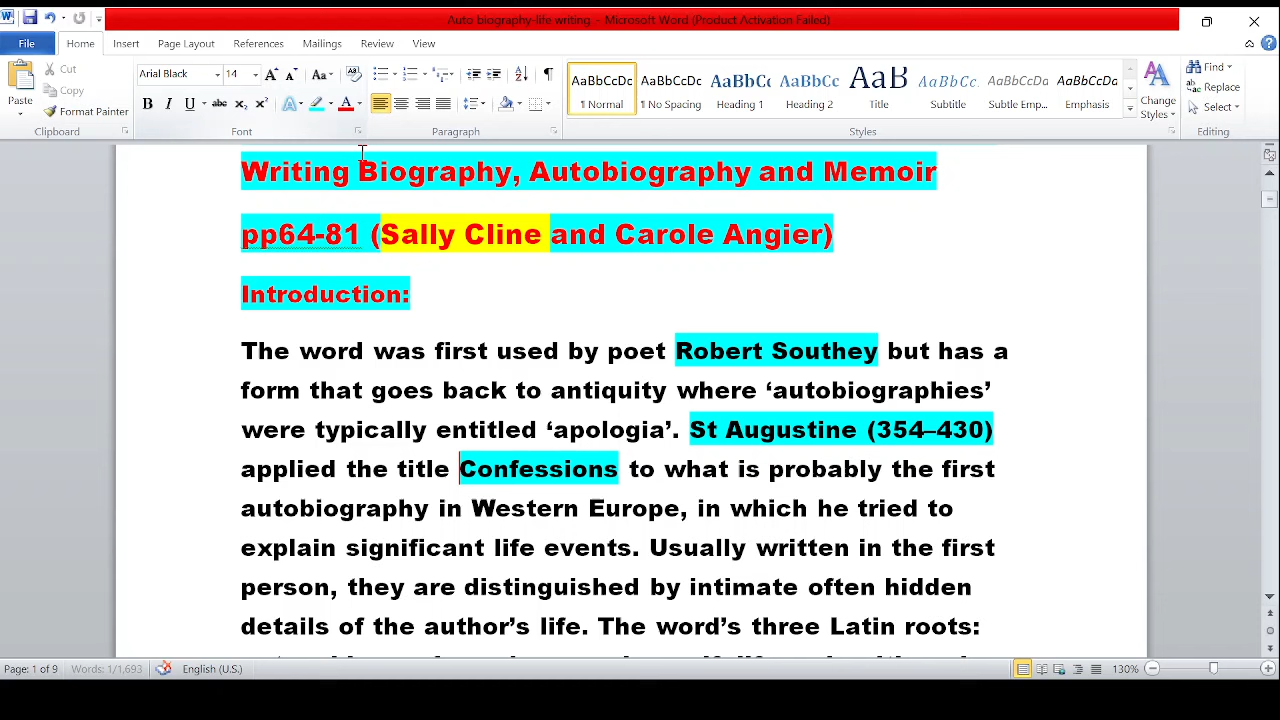 Auto biography-life writing. - Microsoft Word (Product Activation Failed)
File Home Insert Page Layout References Mailings Review View
Paste
Cut
Copy
Format Painter
Clipboard
Arial Black 14
Font
Paragraph
AaBbCcDc AaBbCcDc AaBbCc AaBbCc AaB AaBbCc. AaBbCcDc AaBbCcDc
¶ Normal ¶ No Spacing Heading 1 Heading 2 Title Subtitle Subtle Em... Emphasis
Styles
Change Styles
Find
Replace
Select
Editing
Writing Biography, Autobiography and Memoir
pp64-81 (Sally Cline and Carole Angier)
Introduction:
The word was first used by poet Robert Southey but has a
form that goes back to antiquity where ‘autobiographies’
were typically entitled ‘apologia’. St Augustine (354–430)
applied the title Confessions to what is probably the first
autobiography in Western Europe, in which he tried to
explain significant life events. Usually written in the first
person, they are distinguished by intimate often hidden
details of the author’s life. The word’s three Latin roots:
Page: 1 of 9 Words: 1/1,693 English (U.S.) 130%